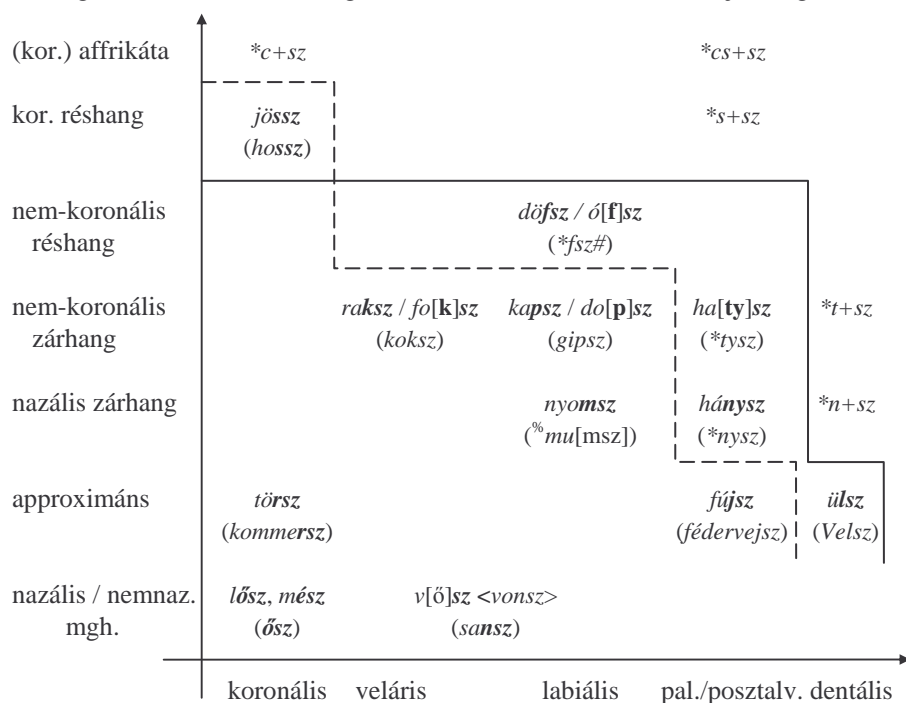 (kor.) affrikáta *c+sz *cs+sz
kor. réshang jössz *s+sz
(hossz)
nem-koronális döfsz / ó[f]sz
réshang (*fsz#)
nem-koronális raksz / fo[k]sz kapsz / do[p]sz ha[ty]sz *t+sz
zárhang (koksz) (gipsz) (*tysz)
nazális zárhang nyomsz hánysz *n+sz
(%mu[msz]) (*nysz)
approximáns törsz fújsz ülsz
(kommersz) (fédervejsz) (Velsz)
nazális / nemnaz. lősz, mész v[õ]sz <vonsz>
mgh. (ősz) (sansz)
koronális veláris labiális pal./posztalv. dentális